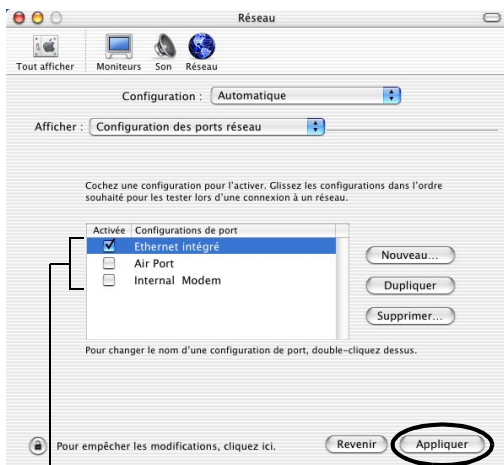 Réseau
Tout afficher Moniteurs Son Réseau
Configuration : Automatique
Afficher : Configuration des ports réseau
Cochez une configuration pour l'activer. Glissez les configurations dans l'ordre
souhaité pour les tester lors d'une connexion à un réseau.
Activée Configurations de port
Ethernet intégré
Air Port
Internal Modem
Nouveau...
Dupliquer
Supprimer...
Pour changer le nom d'une configuration de port, double-cliquez dessus.
Pour empêcher les modifications, cliquez ici.
Revenir Appliquer